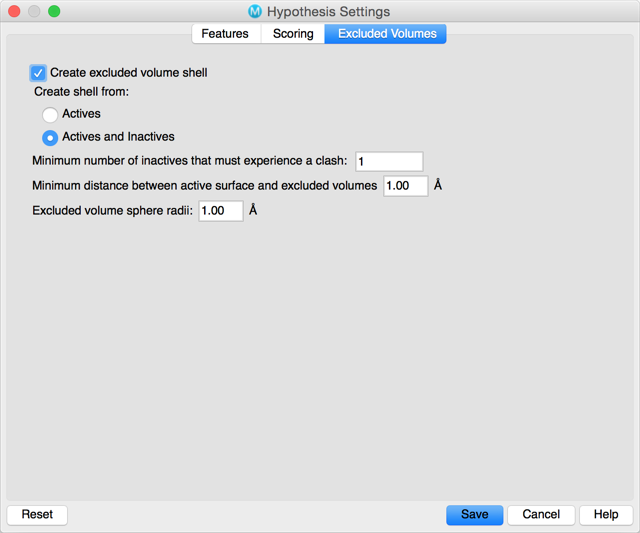 M Hypothesis Settings
Features Scoring Excluded Volumes
Create excluded volume shell
Create shell from:
Actives
Actives and Inactives
Minimum number of inactives that must experience a clash: 1
Minimum distance between active surface and excluded volumes 1.00 Å
Excluded volume sphere radii: 1.00 Å
Reset Save Cancel Help